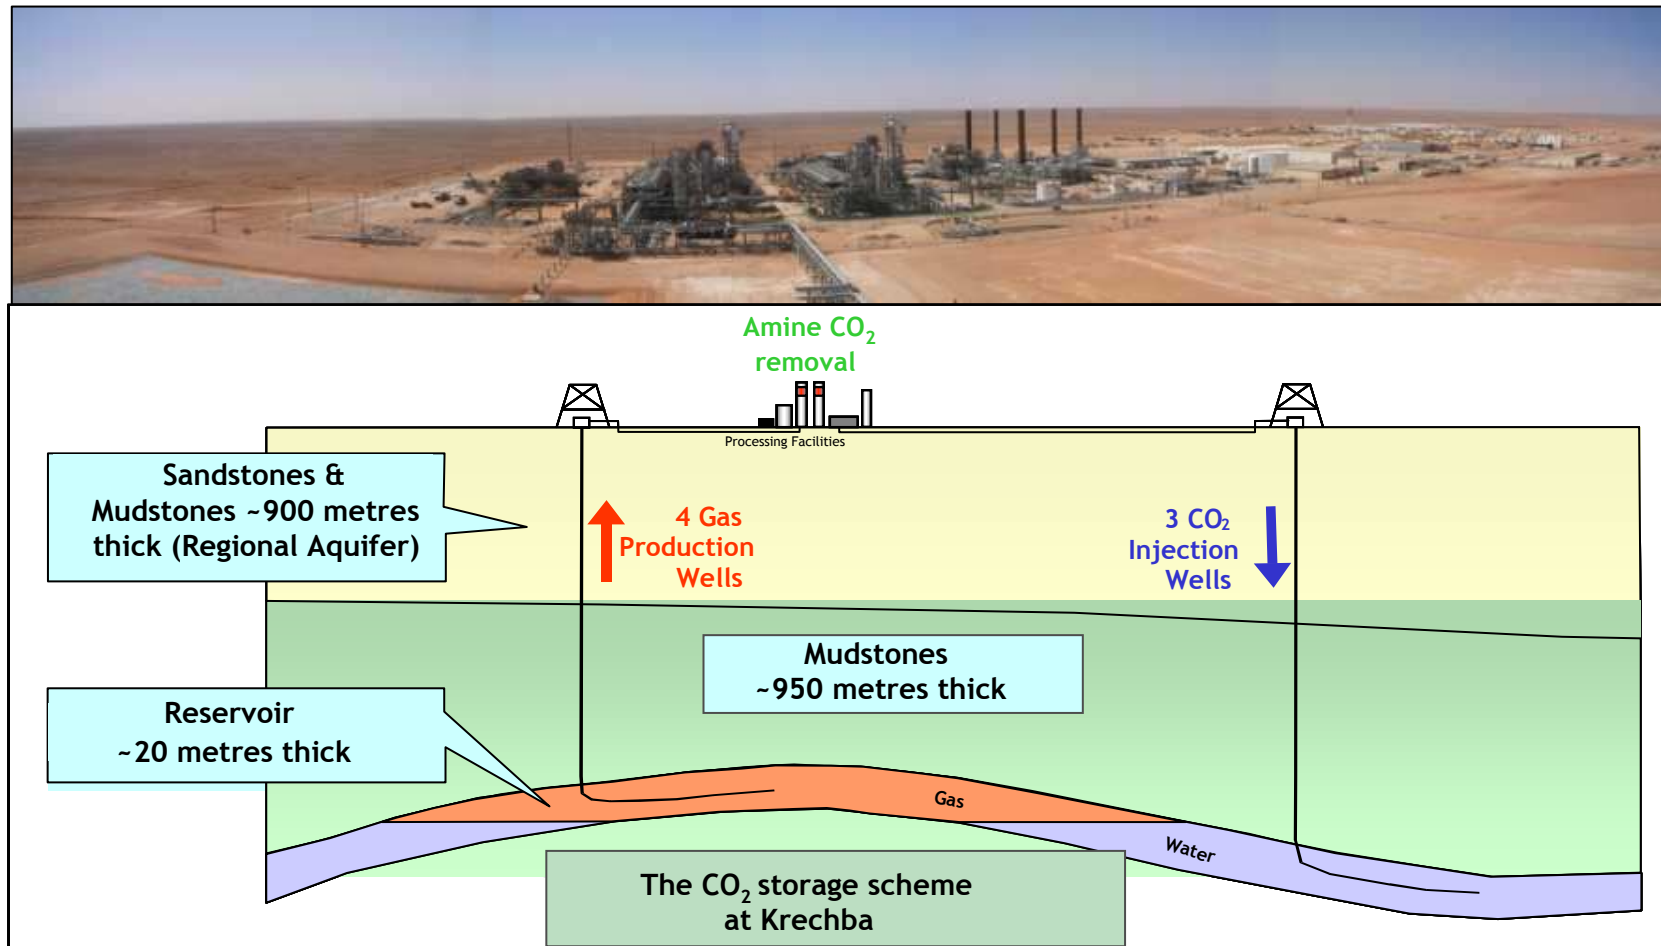 Amine CO₂
removal
Processing Facilities
Sandstones &
Mudstones ~900 metres
thick (Regional Aquifer)
4 Gas
Production
Wells
3 CO₂
Injection
Wells
Mudstones
~950 metres thick
Reservoir
~20 metres thick
Gas
Water
The CO₂ storage scheme
at Krechba